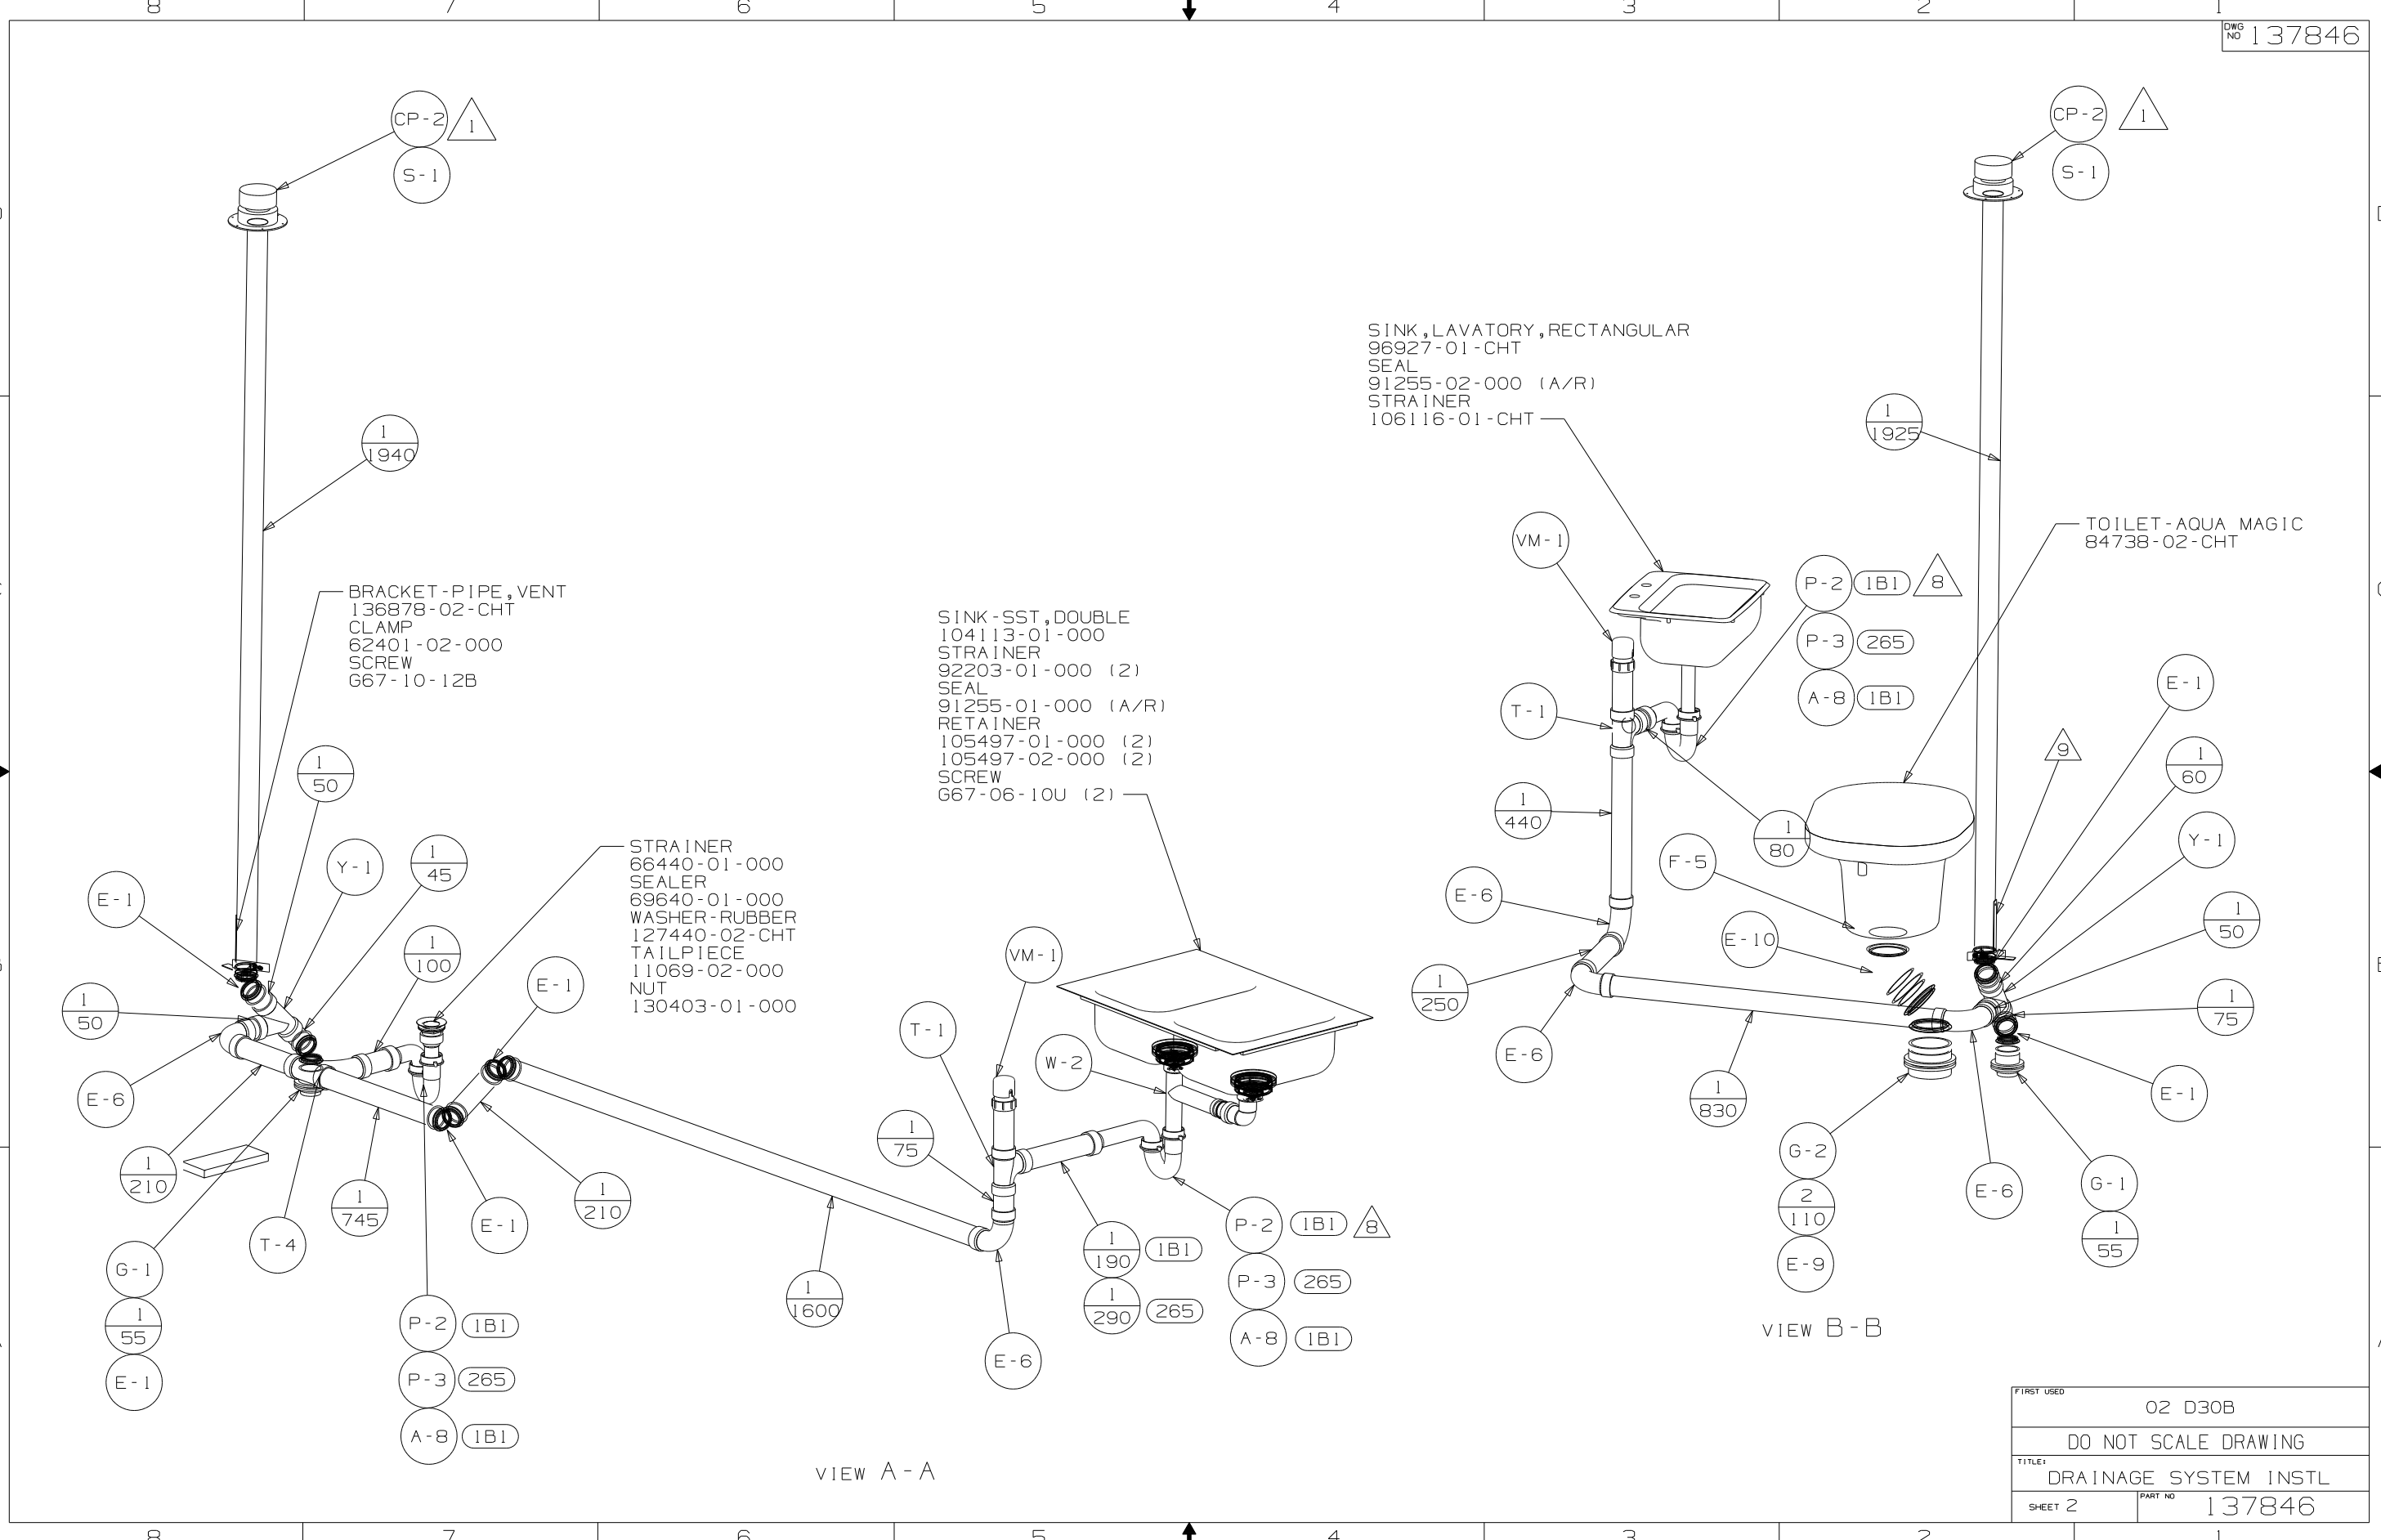 8 7 6 5 4 3 2 1
DWG NO 137846
CP-2
1
S-1
1
1940
BRACKET-PIPE,VENT
136878-02-CHT
CLAMP
62401-02-000
SCREW
G67-10-12B
1
50
Y-1
1
45
E-1
1
100
1
50
E-6
STRAINER
66440-01-000
SEALER
69640-01-000
WASHER-RUBBER
127440-02-CHT
TAILPIECE
11069-02-000
NUT
130403-01-000
E-1
1
210
T-4
1
745
E-1
1
210
G-1
1
55
E-1
P-2 1B1
P-3 265
A-8 1B1
1
1600
SINK-SST,DOUBLE
104113-01-000
STRAINER
92203-01-000 (2)
SEAL
91255-01-000 (A/R)
RETAINER
105497-01-000 (2)
105497-02-000 (2)
SCREW
G67-06-10U (2)
VM-1
T-1
W-2
1
75
1
190
1B1
1
290
265
P-2 1B1 8
P-3 265
A-8 1B1
E-6
VIEW A-A
CP-2
1
S-1
SINK,LAVATORY,RECTANGULAR
96927-01-CHT
SEAL
91255-02-000 (A/R)
STRAINER
106116-01-CHT
1
1925
TOILET-AQUA MAGIC
84738-02-CHT
VM-1
P-2 1B1 8
P-3 265
A-8 1B1
T-1
E-1
9
1
60
1
440
1
80
Y-1
F-5
E-6
E-10
1
50
1
250
1
75
E-6
1
830
E-1
G-2
2
110
E-9
E-6
G-1
1
55
VIEW B-B
FIRST USED
02 D30B
DO NOT SCALE DRAWING
TITLE:
DRAINAGE SYSTEM INSTL
SHEET 2
PART NO 137846
8 7 6 5 4 3 2 1